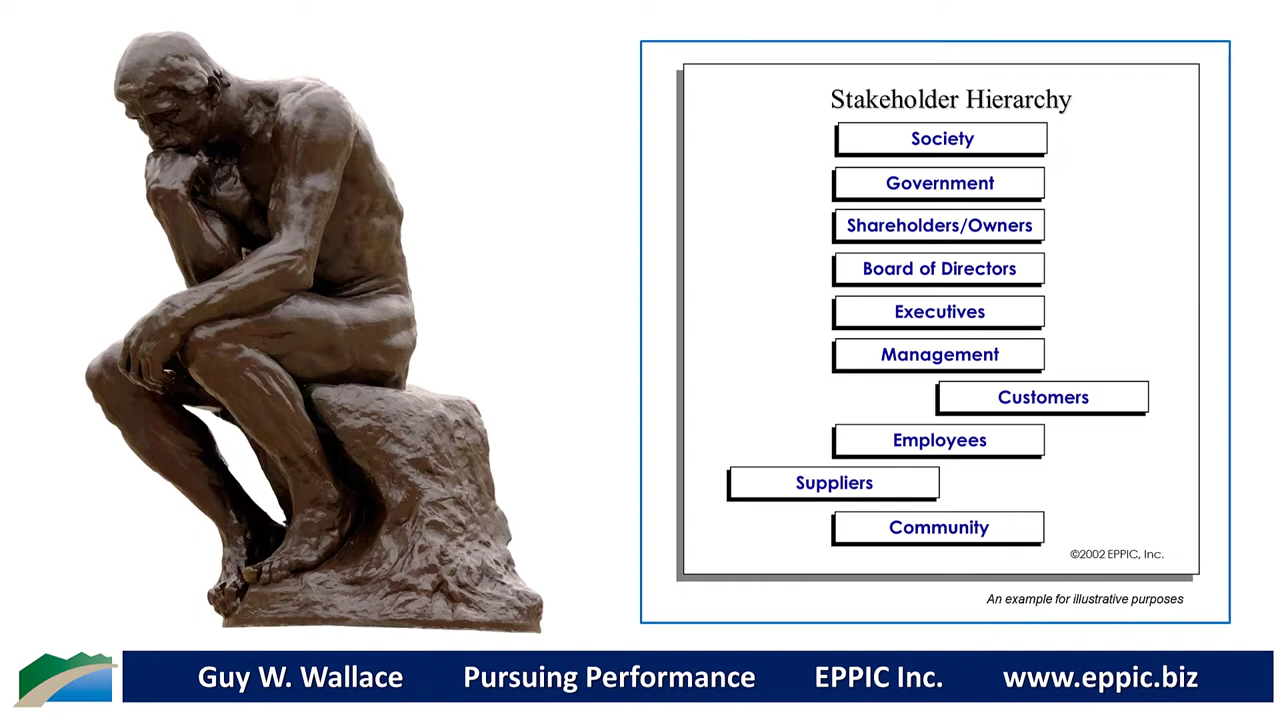 Stakeholder Hierarchy
Society
Government
Shareholders/Owners
Board of Directors
Executives
Management
Customers
Employees
Suppliers
Community
©2002 EPPIC, Inc.
An example for illustrative purposes
Guy W. Wallace Pursuing Performance EPPIC Inc. www.eppic.biz